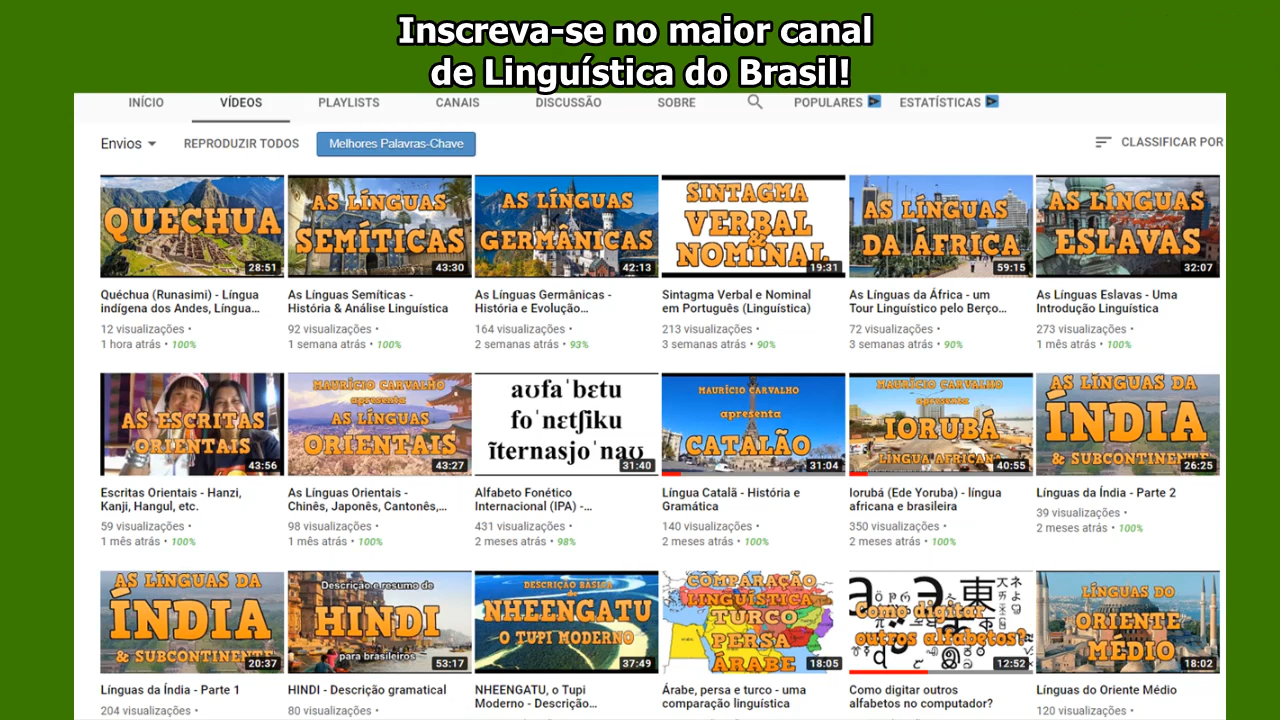 Inscreva-se no maior canal
de Linguística do Brasil!
INÍCIO VÍDEOS PLAYLISTS CANAIS DISCUSSÃO SOBRE POPULARES ESTATÍSTICAS
Envios REPRODUZIR TODOS Melhores Palavras-Chave CLASSIFICAR POR
QUECHUA
28:51
Quéchua (Runasimi) - Língua
indígena dos Andes, Língua...
12 visualizações •
1 hora atrás • 100%
AS LÍNGUAS
SEMÍTICAS
43:30
As Línguas Semíticas -
História & Análise Linguística
92 visualizações •
1 semana atrás • 100%
AS LÍNGUAS
GERMÂNICAS
42:13
As Línguas Germânicas -
História e Evolução...
164 visualizações •
2 semanas atrás • 93%
SINTAGMA
VERBAL
&
NOMINAL
19:31
Sintagma Verbal e Nominal
em Português (Linguística)
213 visualizações •
3 semanas atrás • 90%
AS LÍNGUAS
DA ÁFRICA
59:15
As Línguas da África - um
Tour Linguístico pelo Berço...
72 visualizações •
3 semanas atrás • 90%
AS LÍNGUAS
ESLAVAS
32:07
As Línguas Eslavas - Uma
Introdução Linguística
273 visualizações •
1 mês atrás • 100%
AS ESCRITAS
ORIENTAIS
43:56
Escritas Orientais - Hanzi,
Kanji, Hangul, etc.
59 visualizações •
1 mês atrás • 100%
MAURÍCIO CARVALHO
apresenta
AS LÍNGUAS
ORIENTAIS
43:27
As Línguas Orientais -
Chinês, Japonês, Cantonês,...
98 visualizações •
1 mês atrás • 100%
aʊfaˈbɛtu
foˈnɛtʃiku
ĩternasjoˈnaʊ
31:40
Alfabeto Fonético
Internacional (IPA) -...
431 visualizações •
2 meses atrás • 98%
MAURÍCIO CARVALHO
apresenta
CATALÃO
31:04
Língua Catalã - História e
Gramática
140 visualizações •
2 meses atrás • 100%
MAURÍCIO CARVALHO
apresenta
IORUBÁ
LÍNGUA AFRICANA
40:55
Iorubá (Ede Yoruba) - língua
africana e brasileira
350 visualizações •
2 meses atrás • 100%
AS LÍNGUAS DA
ÍNDIA
& SUBCONTINENTE
26:25
Línguas da Índia - Parte 2
39 visualizações •
2 meses atrás • 100%
AS LÍNGUAS DA
ÍNDIA
& SUBCONTINENTE
20:37
Línguas da Índia - Parte 1
204 visualizações •
Descrição e resumo de
HINDI
para brasileiros
53:17
HINDI - Descrição gramatical
80 visualizações •
DESCRIÇÃO BÁSICA
NHEENGATU
O TUPI MODERNO
37:49
NHEENGATU, o Tupi
Moderno - Descrição...
COMPARAÇÃO
LINGUÍSTICA
TURCO
PERSA
ÁRABE
18:05
Árabe, persa e turco - uma
comparação linguística
Como digitar
outros alfabetos?
12:52
Como digitar outros
alfabetos no computador?
LÍNGUAS DO
ORIENTE
MÉDIO
18:02
Línguas do Oriente Médio
120 visualizações •